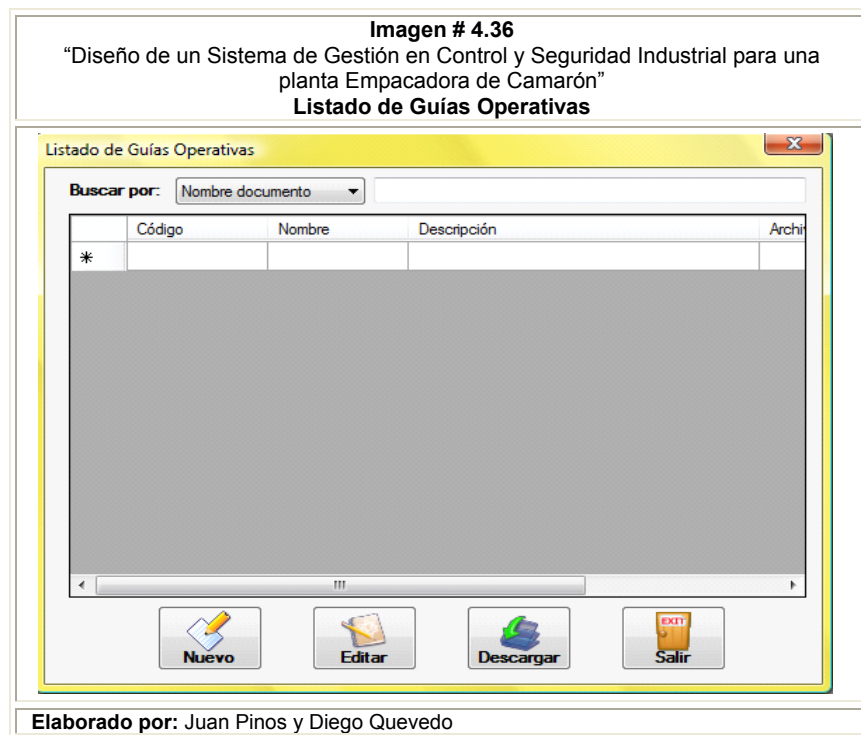 Imagen # 4.36
“Diseño de un Sistema de Gestión en Control y Seguridad Industrial para una
planta Empacadora de Camarón”
Listado de Guías Operativas
Listado de Guías Operativas
Buscar por: Nombre documento
Código Nombre Descripción Archi
Nuevo Editar Descargar EXIT Salir
Elaborado por: Juan Pinos y Diego Quevedo